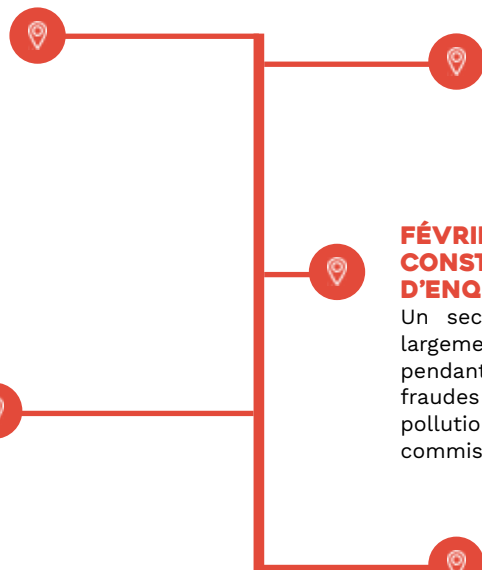 FÉVRI
CONST
D'ENQ
Un sec
largeme
pendant
fraudes
pollutio
commis